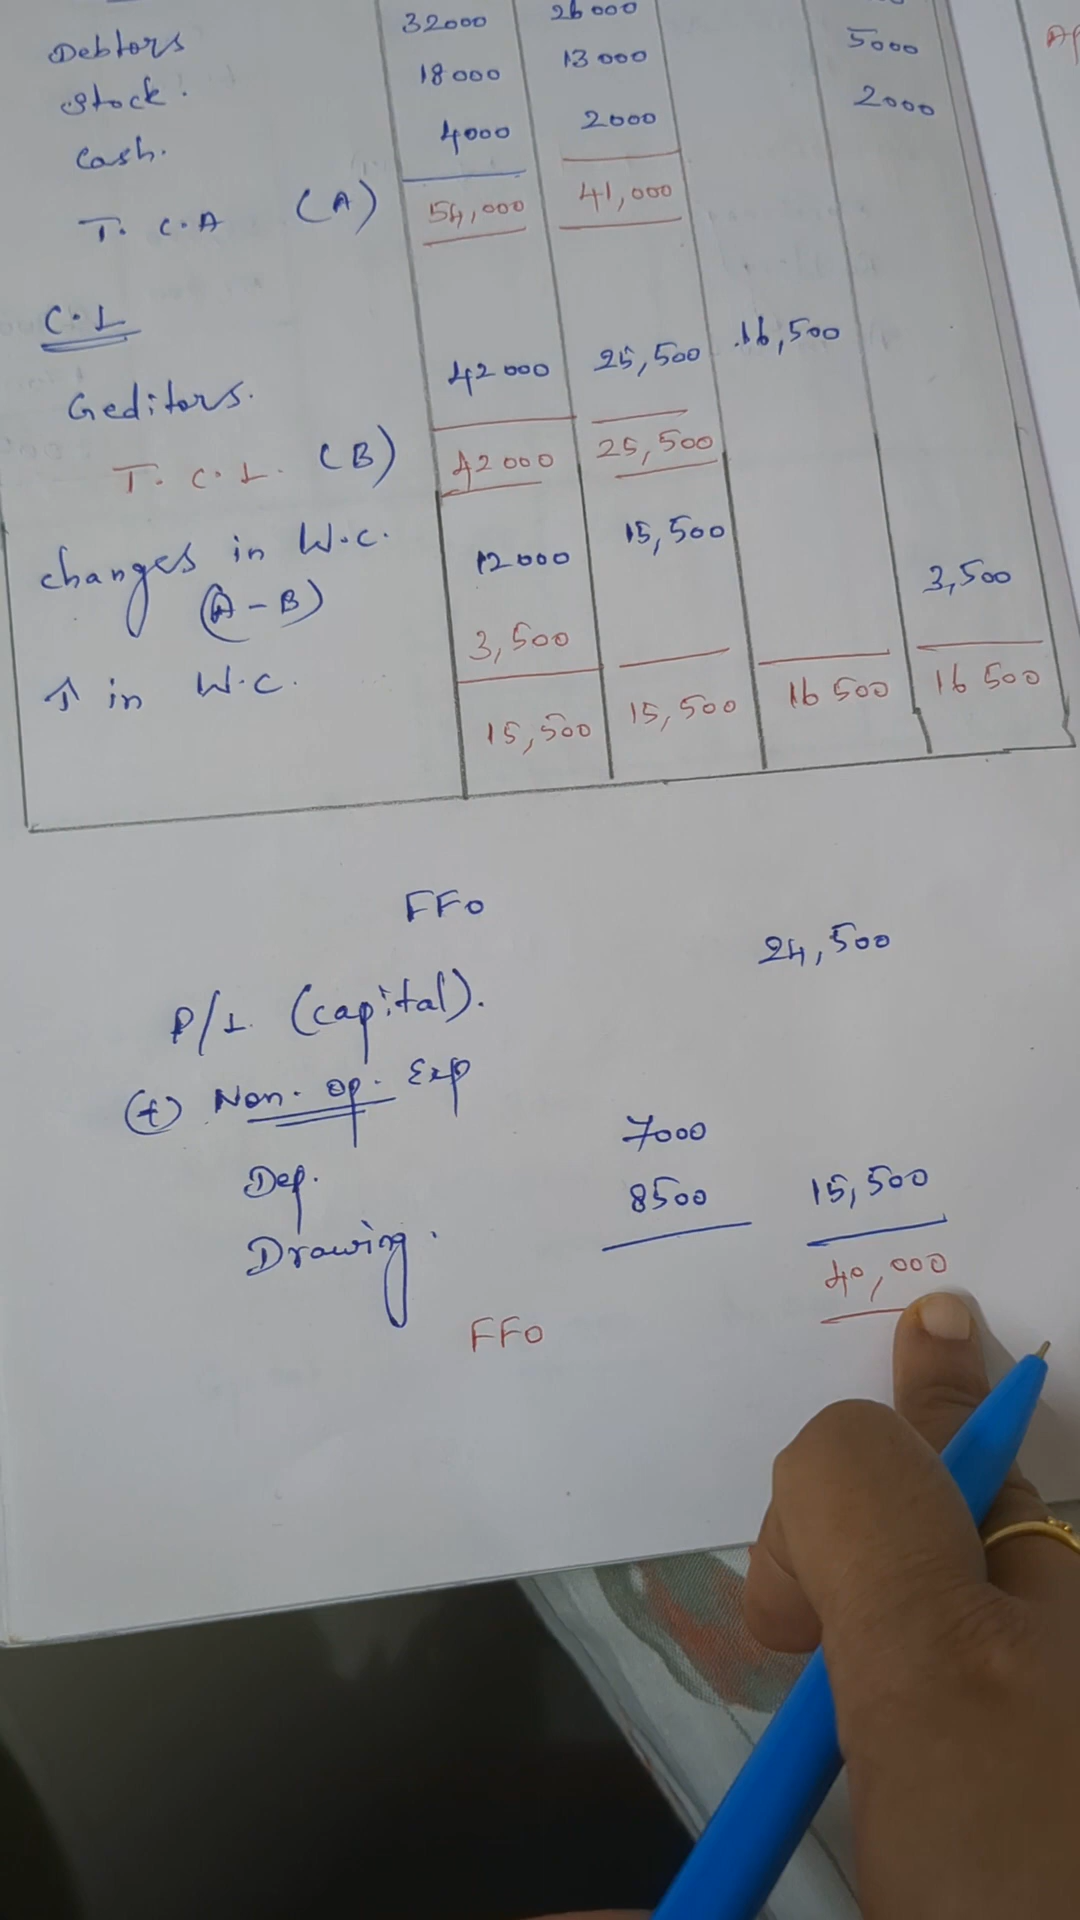 Debtors 32000 26000
Stock. 18000 13000 5000
Cash. 4000 2000 2000
T. C.A (A) 54,000 41,000
C.L
Creditors. 42000 25,500 16,500
T. C.L. (B) 42000 25,500
changes in W.C. 12000 15,500
(A-B) 3,500
↑ in W.C. 3,500
15,500 15,500 16500 16500
FFO
P/L (capital). 24,500
(+) Non. op. Exp
Dep. 7000
Drawing. 8500 15,500
FFO 40,000